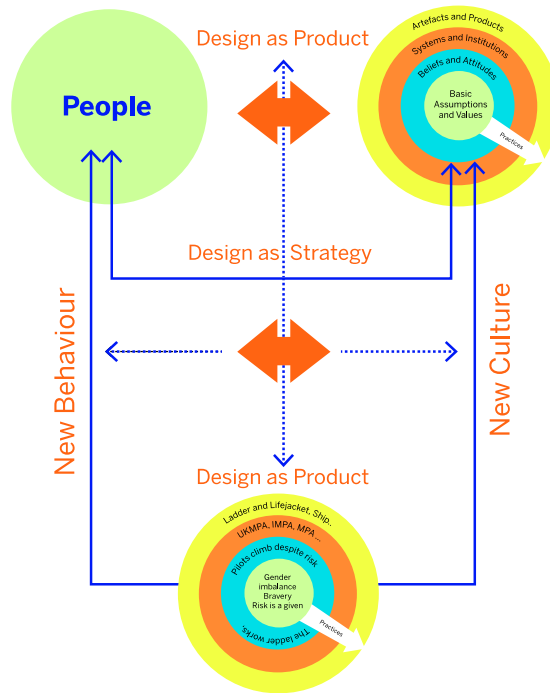 Design as Product
People
Artefacts and Products
Systems and Institutions
Beliefs and Attitudes
Basic
Assumptions
and Values
Practices
Design as Strategy
New Behaviour
New Culture
Design as Product
Ladder and Lifejacket, Ship..
UKMPA, IMPA, MPA ...
Pilots climb despite risk
Gender
imbalance
Bravery
Risk is a given
The ladder works,
Practices